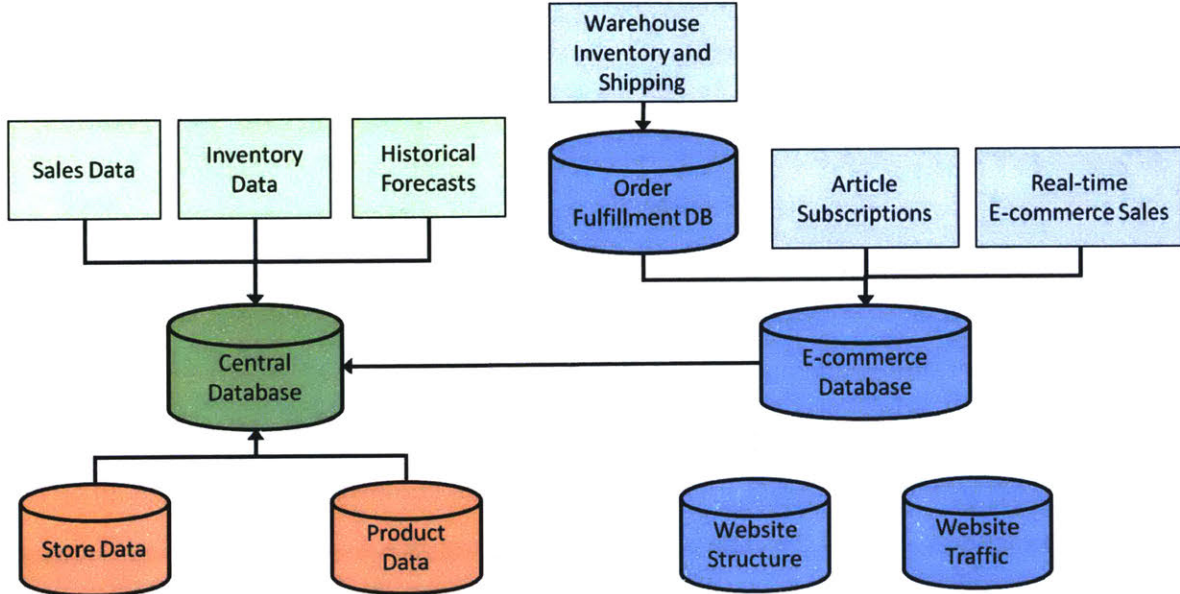 Warehouse
Inventory and
Shipping
Sales Data
Inventory
Data
Historical
Forecasts
Order
Fulfillment DB
Article
Subscriptions
Real-time
E-commerce Sales
Central
Database
E-commerce
Database
Store Data
Product
Data
Website
Structure
Website
Traffic